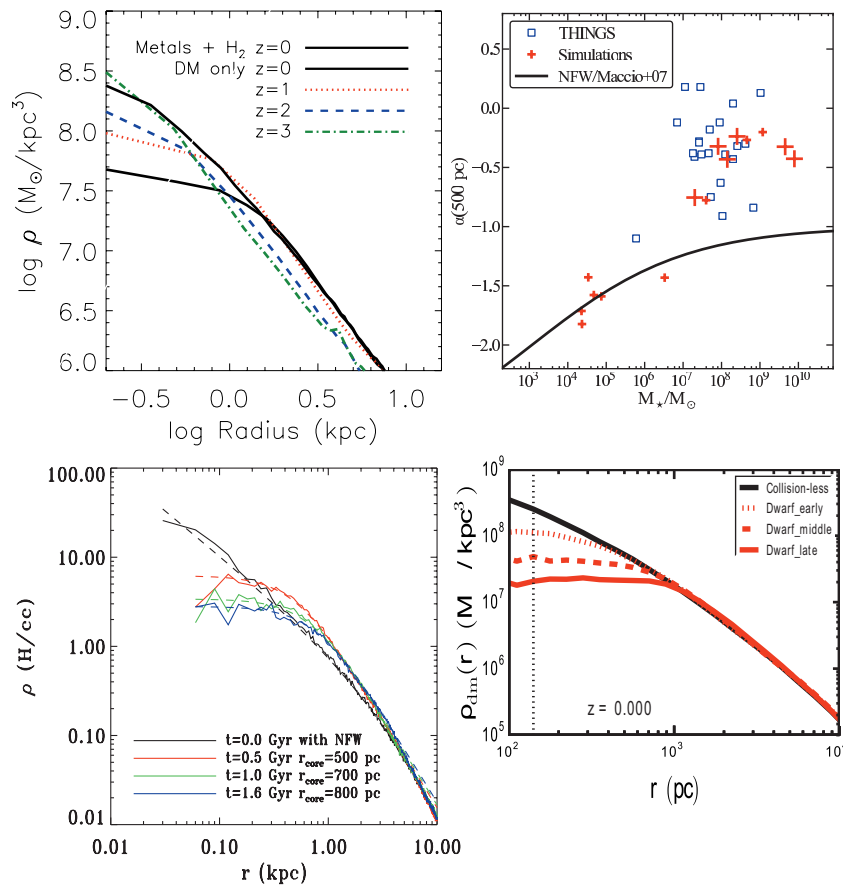 Metals + H₂ z=0
DM only z=0
z=1
z=2
z=3
9.0
8.5
8.0
7.5
7.0
6.5
6.0
log ρ (M⊙/kpc³)
−0.5 0.0 0.5 1.0
log Radius (kpc)
THINGS
Simulations
NFW/Maccio+07
0.5
0.0
−0.5
−1.0
−1.5
−2.0
α(500 pc)
10³ 10⁴ 10⁵ 10⁶ 10⁷ 10⁸ 10⁹ 10¹⁰
M⋆/M⊙
100.00
10.00
1.00
0.10
0.01
ρ (H/cc)
t=0.0 Gyr with NFW
t=0.5 Gyr r_core=500 pc
t=1.0 Gyr r_core=700 pc
t=1.6 Gyr r_core=800 pc
0.01 0.10 1.00 10.00
r (kpc)
10⁹
10⁸
10⁷
10⁶
10⁵
ρ_dm(r) (M / kpc³)
Collision-less
Dwarf_early
Dwarf_middle
Dwarf_late
z = 0.000
10² 10³
r (pc)